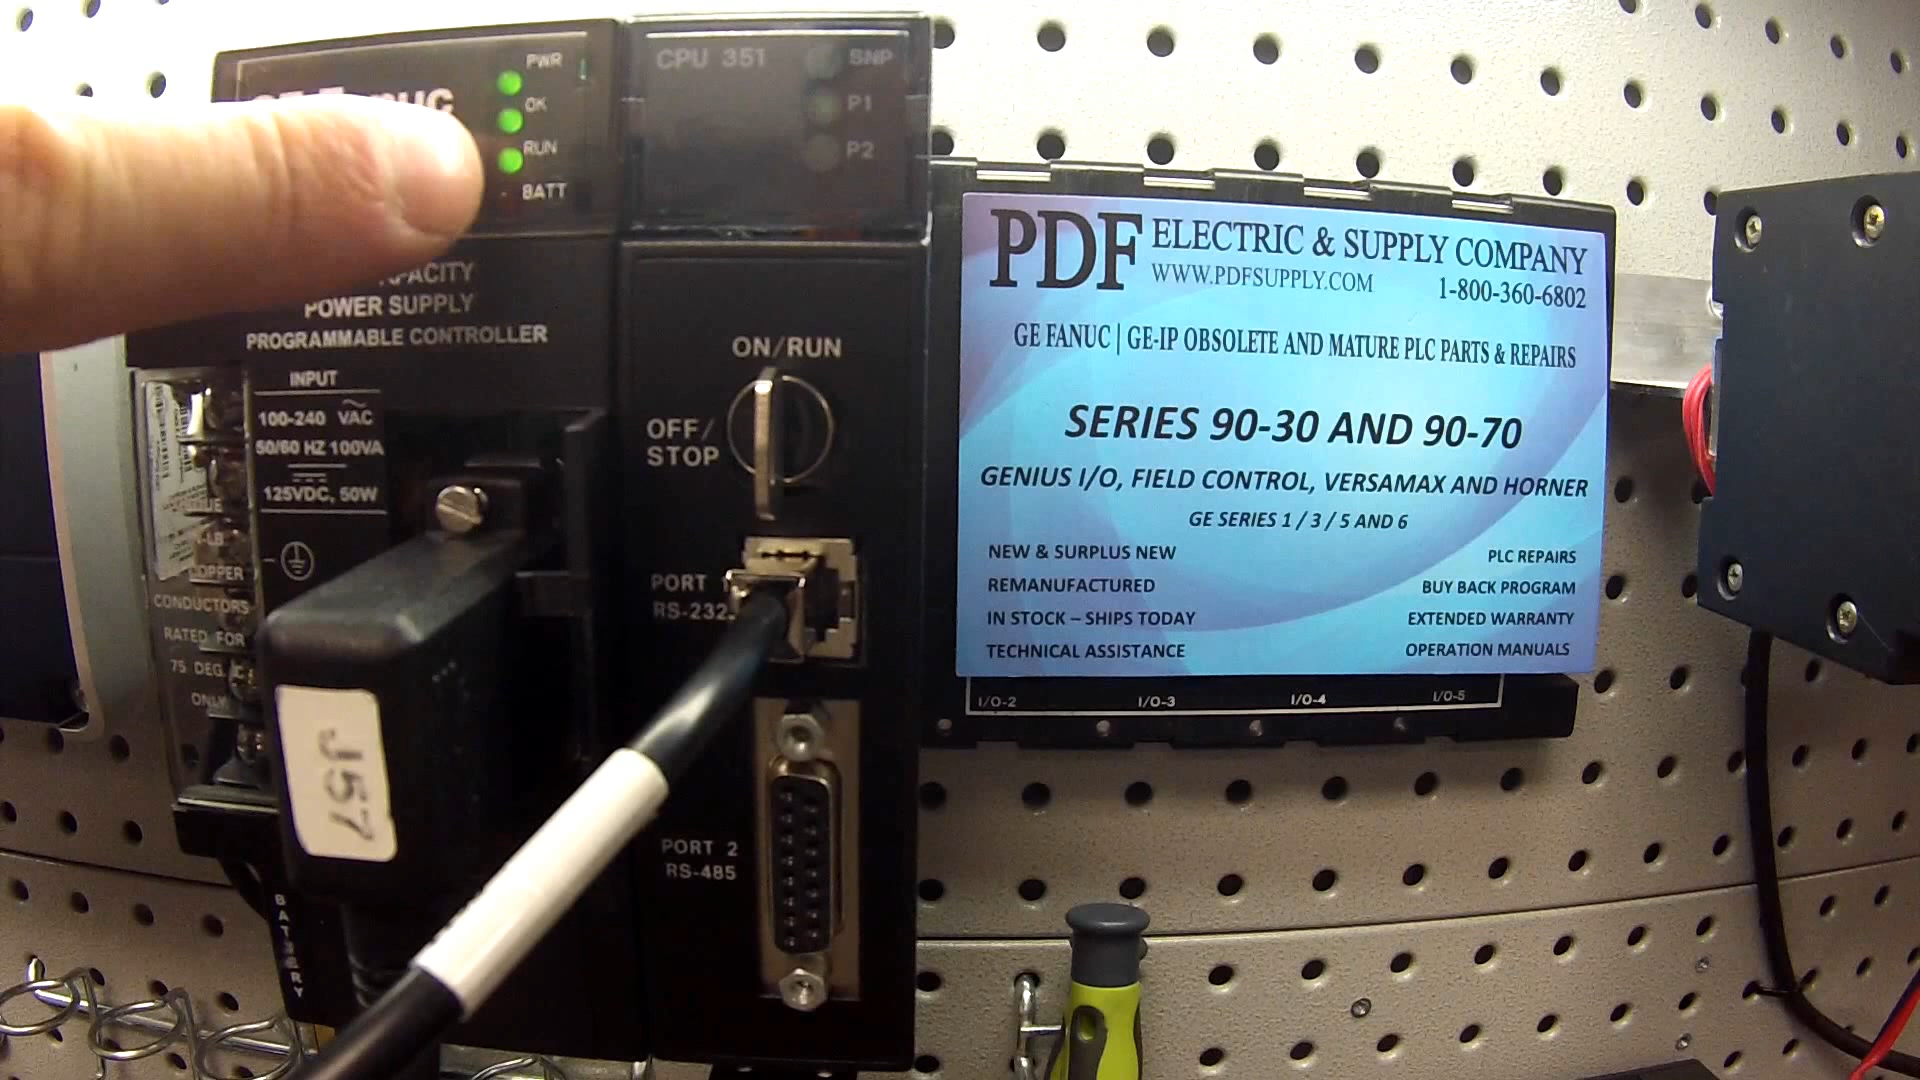 PWR
OK
RUN
BATT
POWER SUPPLY
PROGRAMMABLE CONTROLLER
INPUT
100-240 VAC
50/60 HZ 100VA
125VDC, 50W
COPPER
CONDUCTORS
RATED FOR
75 DEG. C
ONLY
J57
BATTERY
CPU 351
SNP
P1
P2
ON/RUN
OFF/
STOP
PORT 1
RS-232
PORT 2
RS-485
PDF ELECTRIC & SUPPLY COMPANY
WWW.PDFSUPPLY.COM 1-800-360-6802
GE FANUC | GE-IP OBSOLETE AND MATURE PLC PARTS & REPAIRS
SERIES 90-30 AND 90-70
GENIUS I/O, FIELD CONTROL, VERSAMAX AND HORNER
GE SERIES 1 / 3 / 5 AND 6
NEW & SURPLUS NEW PLC REPAIRS
REMANUFACTURED BUY BACK PROGRAM
IN STOCK – SHIPS TODAY EXTENDED WARRANTY
TECHNICAL ASSISTANCE OPERATION MANUALS
I/O-2 I/O-3 I/O-4 I/O-5